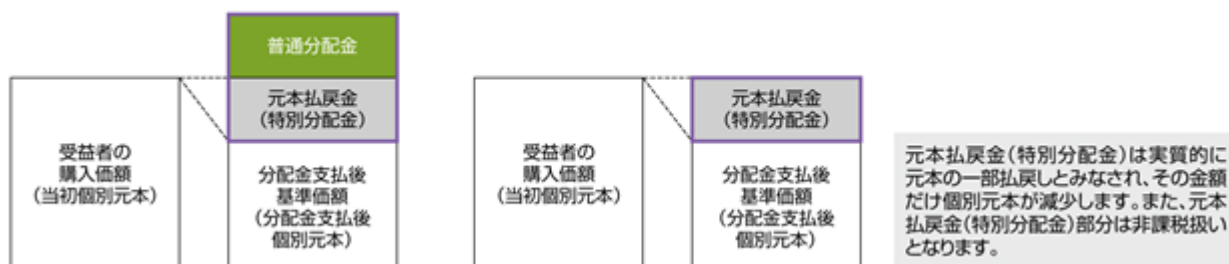 普通分配金
元本払戻金
(特別分配金)
受益者の
購入価額
(当初個別元本)
分配金支払後
基準価額
(分配金支払後
個別元本)
元本払戻金
(特別分配金)
受益者の
購入価額
(当初個別元本)
分配金支払後
基準価額
(分配金支払後
個別元本)
元本払戻金(特別分配金)は実質的に
元本の一部払戻しとみなされ、その金額
だけ個別元本が減少します。また、元本
払戻金(特別分配金)部分は非課税扱い
となります。